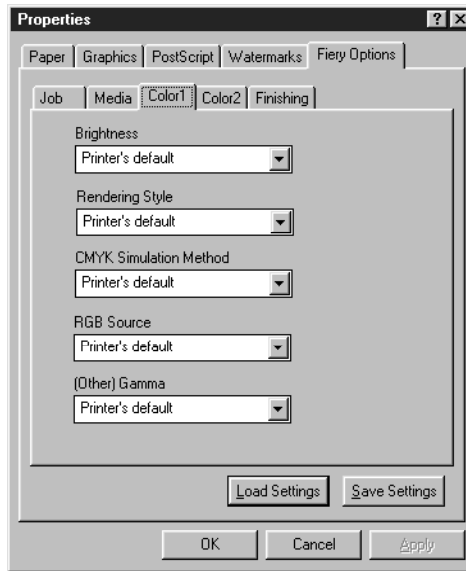 Properties
Paper Graphics PostScript Watermarks Fiery Options
Job Media Color1 Color2 Finishing
Brightness
Printer's default
Rendering Style
Printer's default
CMYK Simulation Method
Printer's default
RGB Source
Printer's default
(Other) Gamma
Printer's default
Load Settings Save Settings
OK Cancel Apply